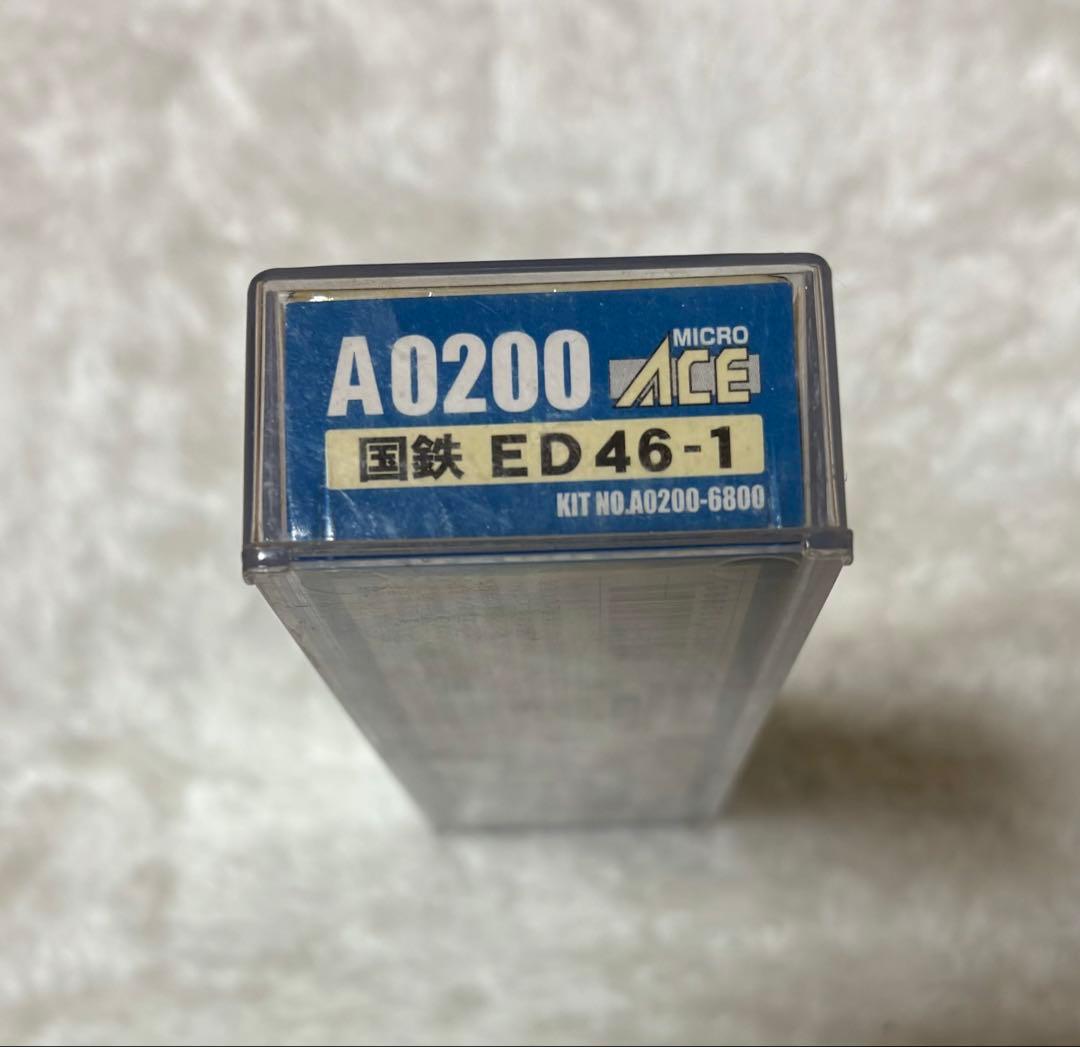 A0200 MICRO ACE
国鉄 ED46-1
KIT NO.A0200-6800